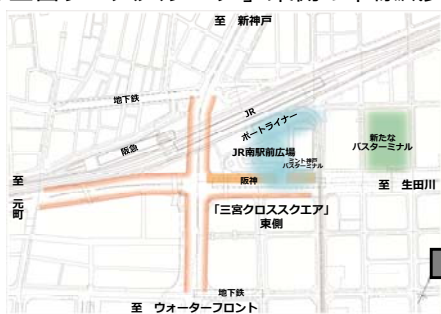 至 新神戸
地下鉄
JR
ポートライナー
阪急
JR南駅前広場
新たな
バスターミナル
ミント神戸
バスターミナル
至
元町
阪神
至 生田川
「三宮クロススクエア」
東側
地下鉄
至 ウォーターフロント